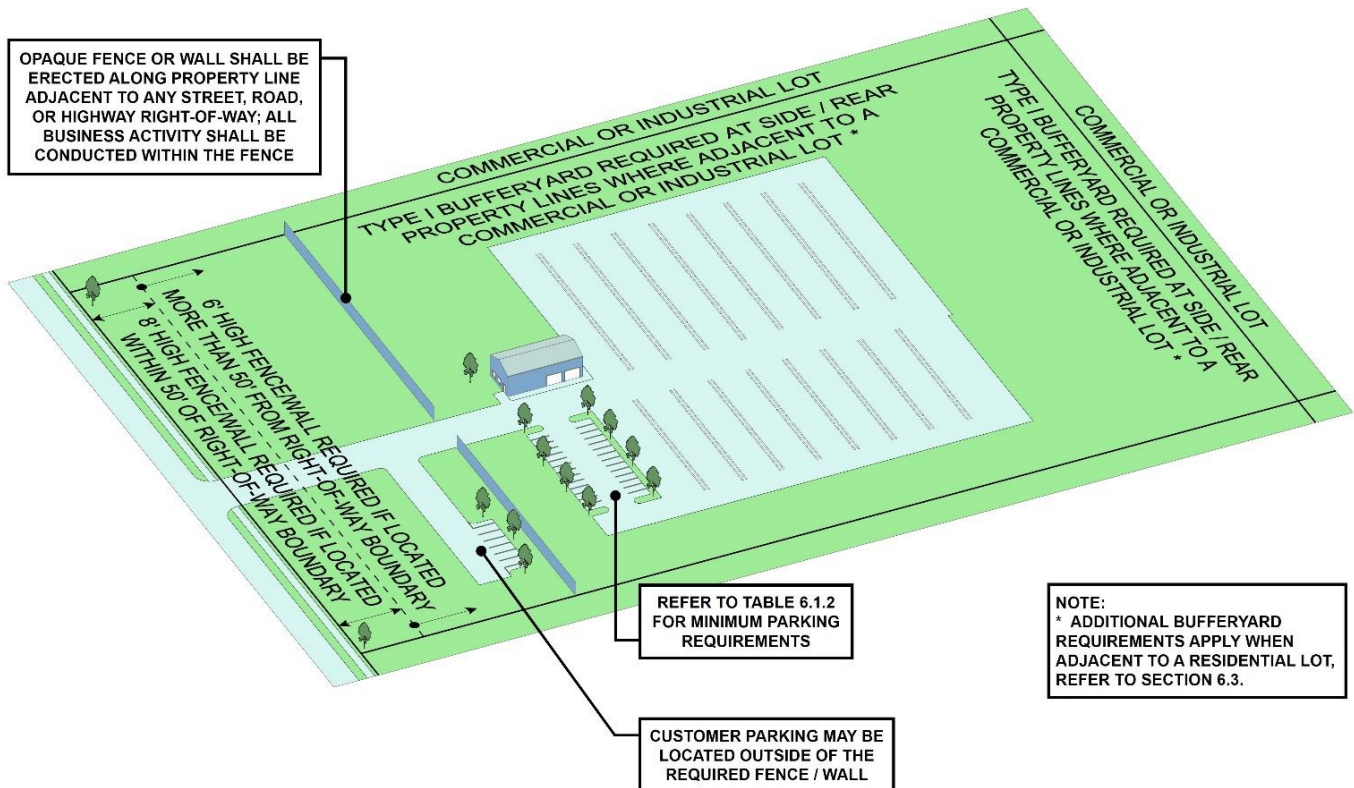 OPAQUE FENCE OR WALL SHALL BE
ERECTED ALONG PROPERTY LINE
ADJACENT TO ANY STREET, ROAD,
OR HIGHWAY RIGHT-OF-WAY; ALL
BUSINESS ACTIVITY SHALL BE
CONDUCTED WITHIN THE FENCE
COMMERCIAL OR INDUSTRIAL LOT
TYPE I BUFFERYARD REQUIRED AT SIDE / REAR
PROPERTY LINES WHERE ADJACENT TO A
COMMERCIAL OR INDUSTRIAL LOT *
COMMERCIAL OR INDUSTRIAL LOT
TYPE I BUFFERYARD REQUIRED AT SIDE / REAR
PROPERTY LINES WHERE ADJACENT TO A
COMMERCIAL OR INDUSTRIAL LOT *
6' HIGH FENCE/WALL REQUIRED IF LOCATED
MORE THAN 50' FROM RIGHT-OF-WAY BOUNDARY
8' HIGH FENCE/WALL REQUIRED IF LOCATED
WITHIN 50' OF RIGHT-OF-WAY BOUNDARY
REFER TO TABLE 6.1.2
FOR MINIMUM PARKING
REQUIREMENTS
NOTE:
* ADDITIONAL BUFFERYARD
REQUIREMENTS APPLY WHEN
ADJACENT TO A RESIDENTIAL LOT,
REFER TO SECTION 6.3.
CUSTOMER PARKING MAY BE
LOCATED OUTSIDE OF THE
REQUIRED FENCE / WALL